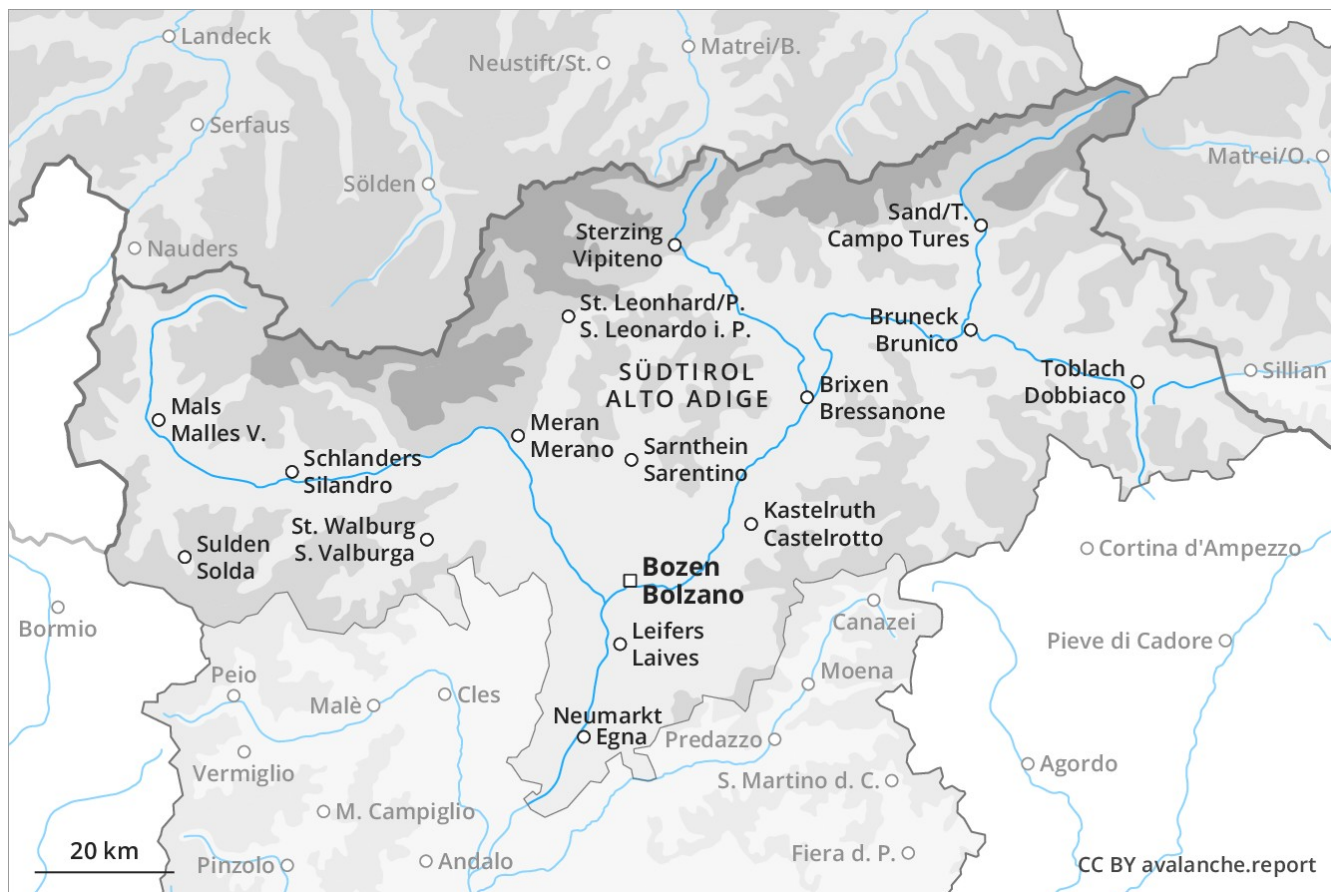 Landeck
Matrei/B.
Neustift/St.
Serfaus
Matrei/O.
Sölden
Sand/T.
Campo Tures
Sterzing
Vipiteno
Nauders
St. Leonhard/P.
S. Leonardo i. P.
Bruneck
Brunico
SÜDTIROL
ALTO ADIGE
Toblach
Dobbiaco
Sillian
Brixen
Bressanone
Mals
Malles V.
Meran
Merano
Sarnthein
Sarentino
Schlanders
Silandro
Kastelruth
Castelrotto
St. Walburg
S. Valburga
Sulden
Solda
Cortina d'Ampezzo
Bozen
Bolzano
Bormio
Canazei
Leifers
Laives
Pieve di Cadore
Peio
Moena
Malè
Cles
Neumarkt
Egna
Predazzo
Vermiglio
Agordo
S. Martino d. C.
M. Campiglio
20 km
Pinzolo
Andalo
Fiera d. P.
CC BY avalanche.report